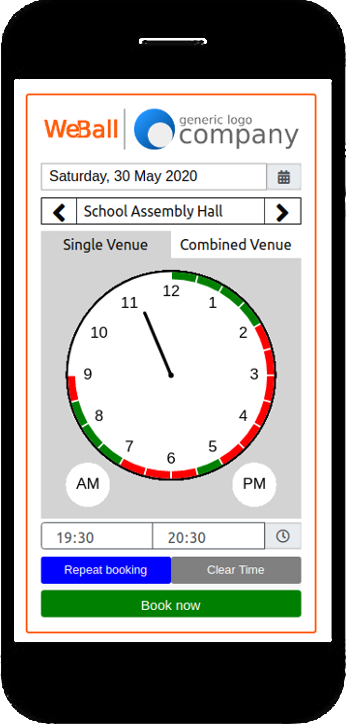 WeBall
generic logo
company
Saturday, 30 May 2020
School Assembly Hall
Single Venue
Combined Venue
12
11
1
10
2
9
3
8
4
7
5
6
AM
PM
19:30
20:30
Repeat booking
Clear Time
Book now